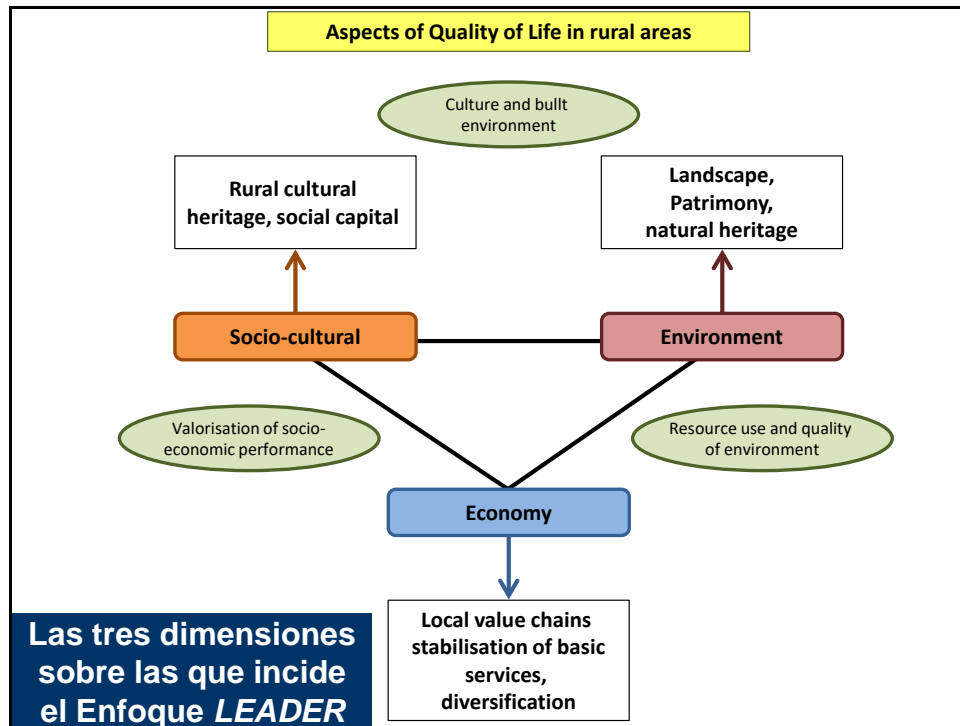 Aspects of Quality of Life in rural areas
Culture and bullt
environment
Rural cultural
heritage, social capital
Landscape,
Patrimony,
natural heritage
Socio-cultural
Environment
Valorisation of socio-
economic performance
Resource use and quality
of environment
Economy
Local value chains
stabilisation of basic
services,
diversification
Las tres dimensiones
sobre las que incide
el Enfoque LEADER